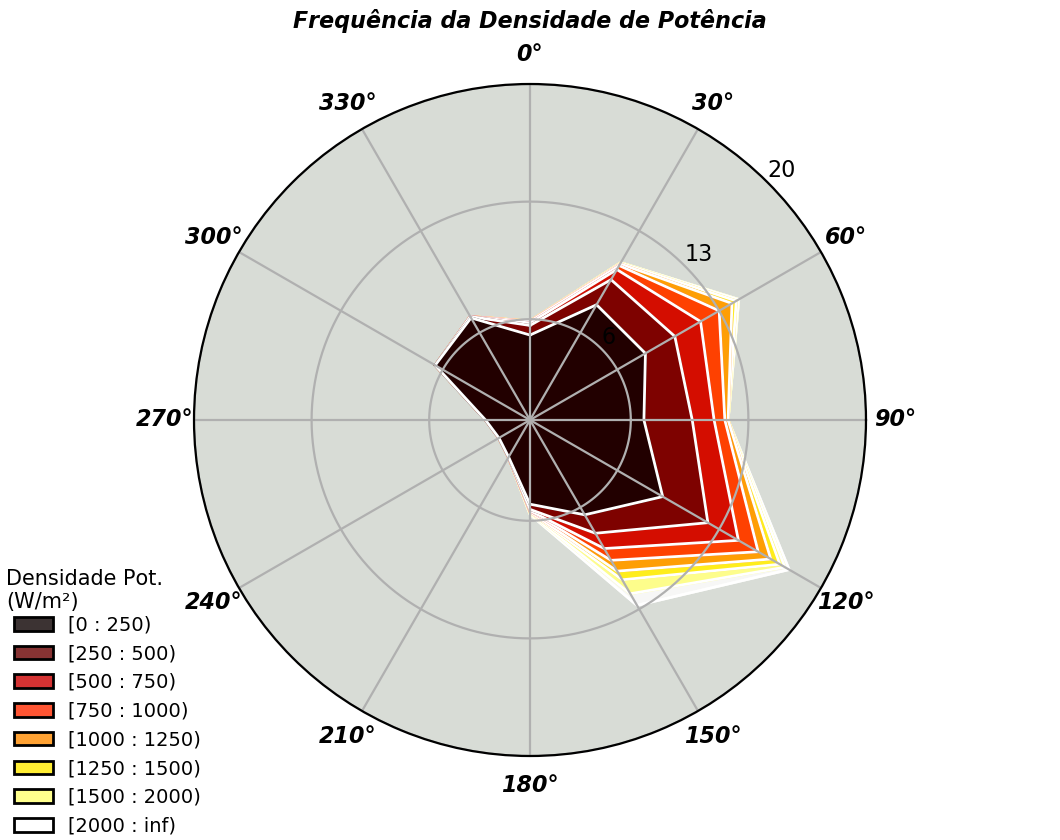 Frequência da Densidade de Potência
0°
330°
30°
20
300°
60°
13
6
270°
90°
240°
120°
210°
150°
180°
Densidade Pot.
(W/m²)
[0 : 250)
[250 : 500)
[500 : 750)
[750 : 1000)
[1000 : 1250)
[1250 : 1500)
[1500 : 2000)
[2000 : inf)